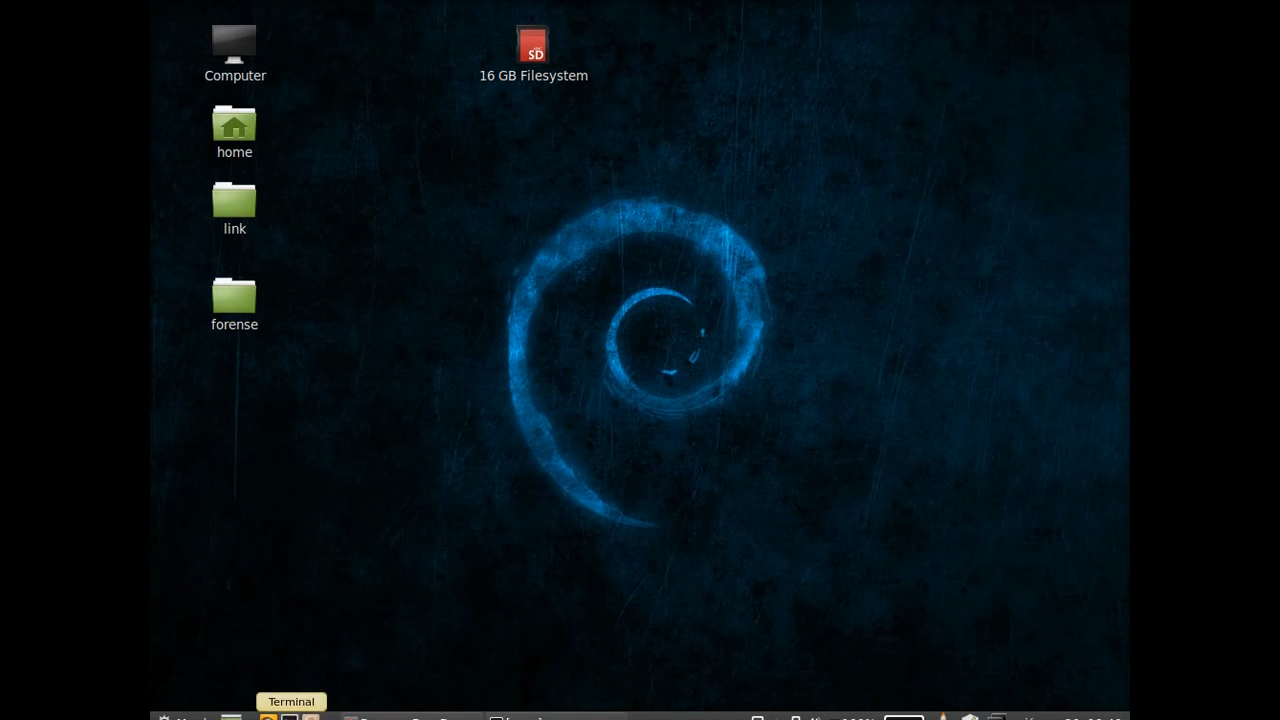 Computer
SD
16 GB Filesystem
home
link
forense
Terminal